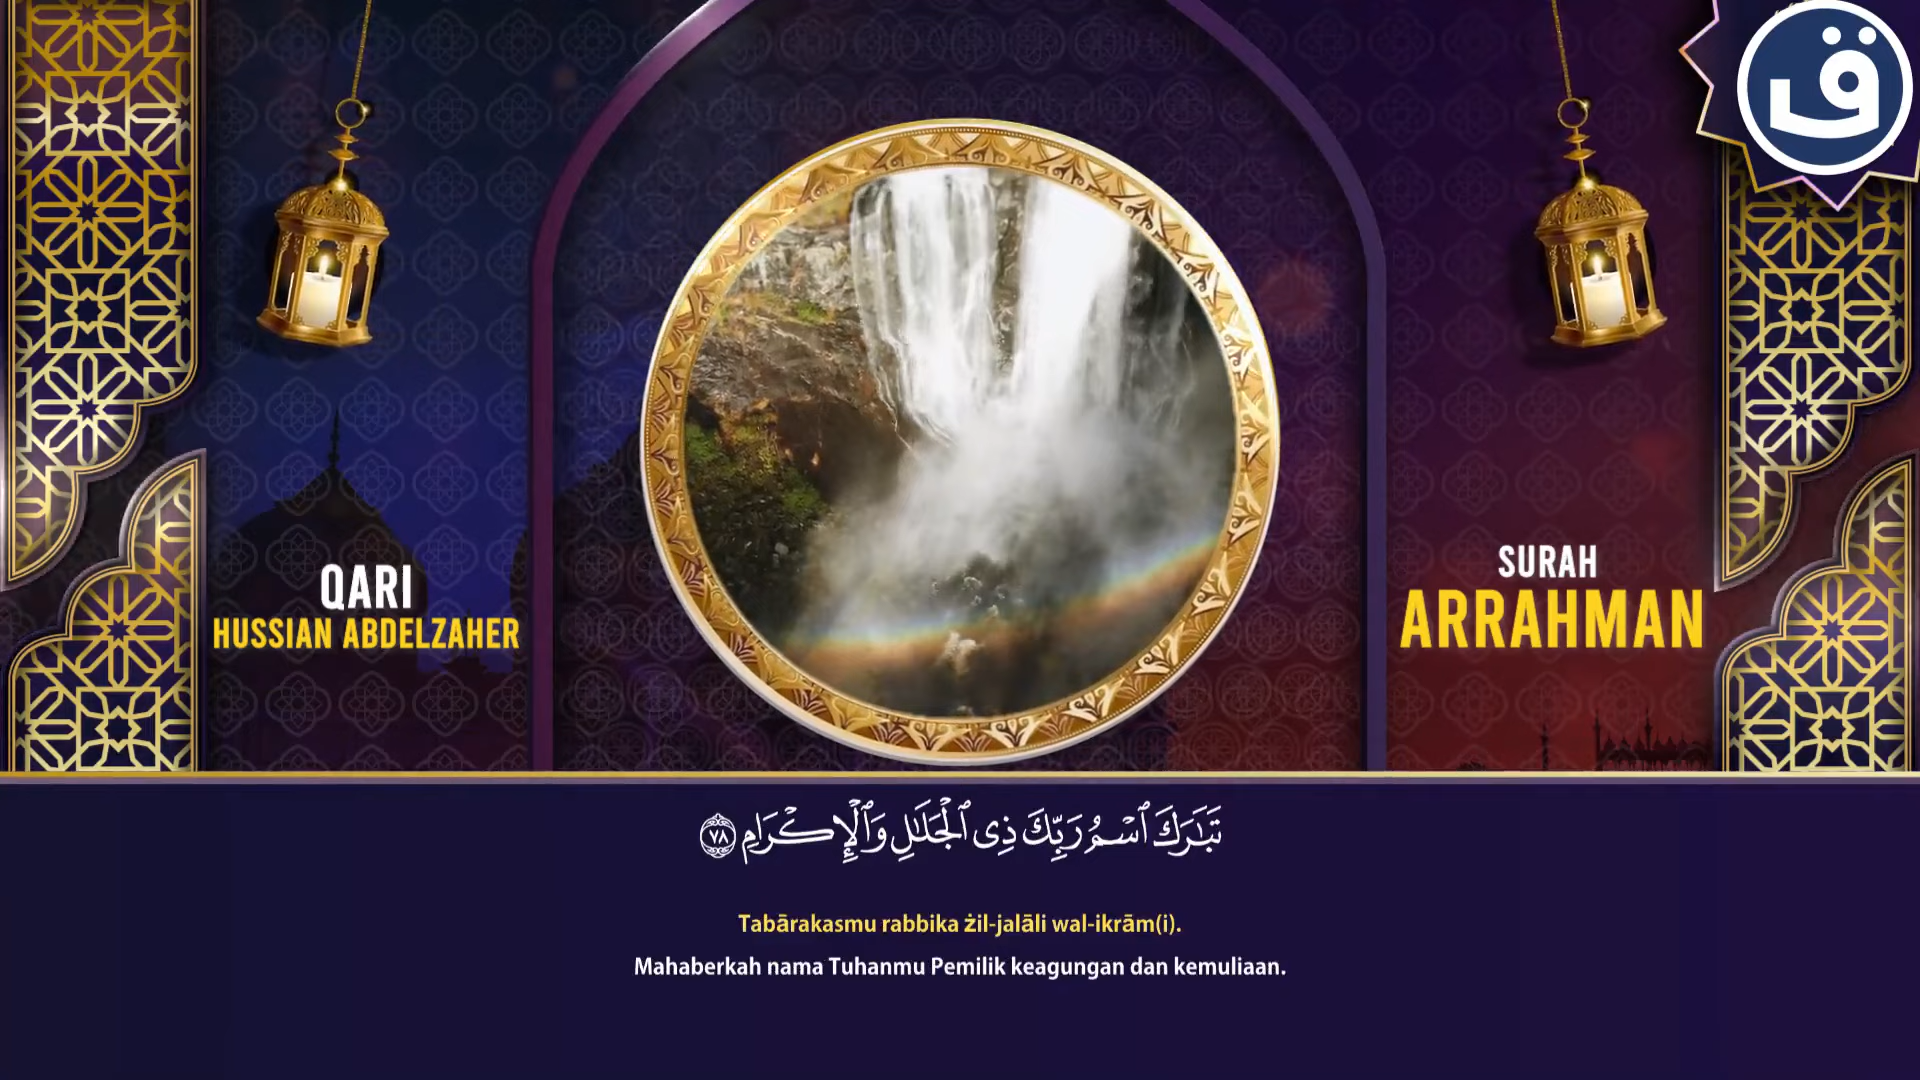 ق
QARI
HUSSIAN ABDELZAHER
SURAH
ARRAHMAN
تَبَٰرَكَ ٱسْمُ رَبِّكَ ذِى ٱلْجَلَٰلِ وَٱلْإِكْرَامِ ٧٨
Tabārakasmu rabbika żil-jalāli wal-ikrām(i).
Mahaberkah nama Tuhanmu Pemilik keagungan dan kemuliaan.